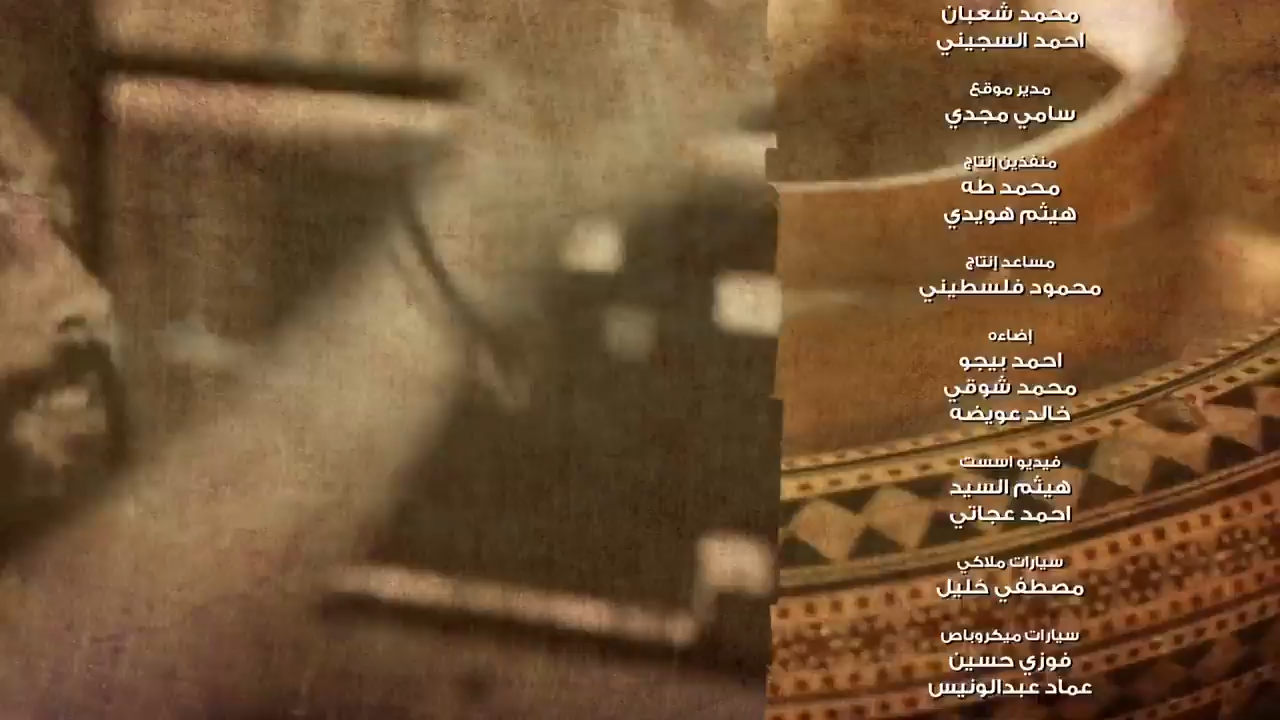 محمد شعبان
احمد السجيني
مدير موقع
سامي مجدي
منفذين إنتاج
محمد طه
هيثم هويدي
مساعد إنتاج
محمود فلسطيني
إضاءه
احمد بيجو
محمد شوقي
خالد عويضه
فيديو اسست
هيثم السيد
احمد عجاتي
سيارات ملاكي
مصطفي خليل
سيارات ميكروباص
فوزي حسين
عماد عبدالونيس